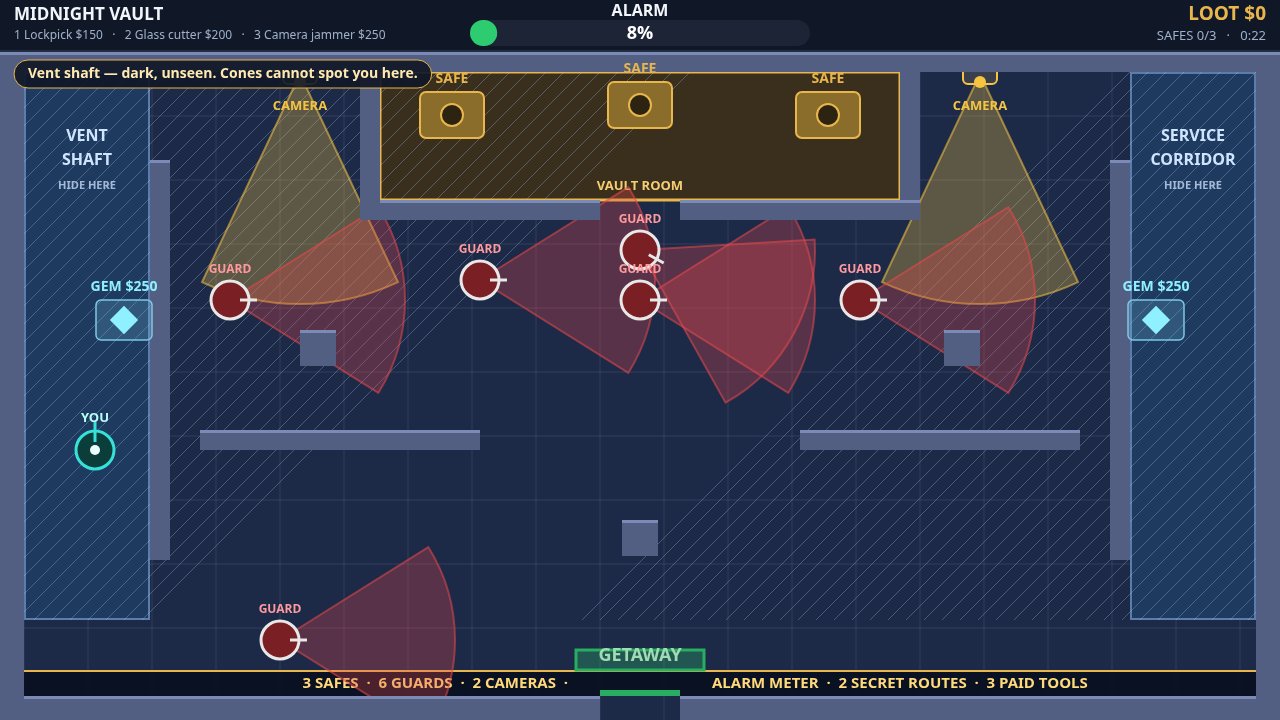 MIDNIGHT VAULT
1 Lockpick $150 · 2 Glass cutter $200 · 3 Camera jammer $250
ALARM
8%
LOOT $0
SAFES 0/3 · 0:22
Vent shaft — dark, unseen. Cones cannot spot you here.
SAFE
SAFE
SAFE
CAMERA
CAMERA
VENT
SHAFT
HIDE HERE
SERVICE
CORRIDOR
HIDE HERE
VAULT ROOM
GUARD
GUARD
GUARD
GUARD
GUARD
GEM $250
GEM $250
YOU
GUARD
GETAWAY
3 SAFES · 6 GUARDS · 2 CAMERAS ·
ALARM METER · 2 SECRET ROUTES · 3 PAID TOOLS